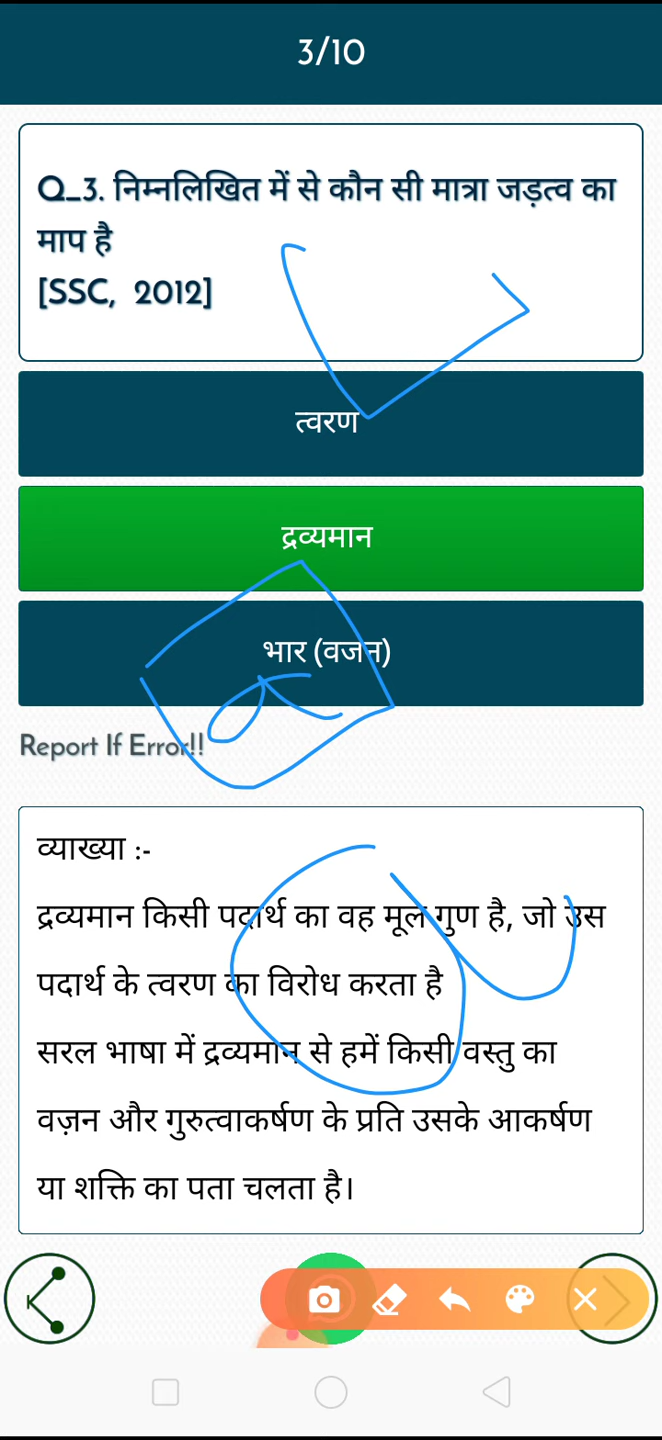 3/10
Q_3. निम्नलिखित में से कौन सी मात्रा जड़त्व का
माप है
[SSC, 2012]
त्वरण
द्रव्यमान
भार (वजन)
Report If Error!!
व्याख्या :-
द्रव्यमान किसी पदार्थ का वह मूल गुण है, जो उस
पदार्थ के त्वरण का विरोध करता है
सरल भाषा में द्रव्यमान से हमें किसी वस्तु का
वज़न और गुरुत्वाकर्षण के प्रति उसके आकर्षण
या शक्ति का पता चलता है।